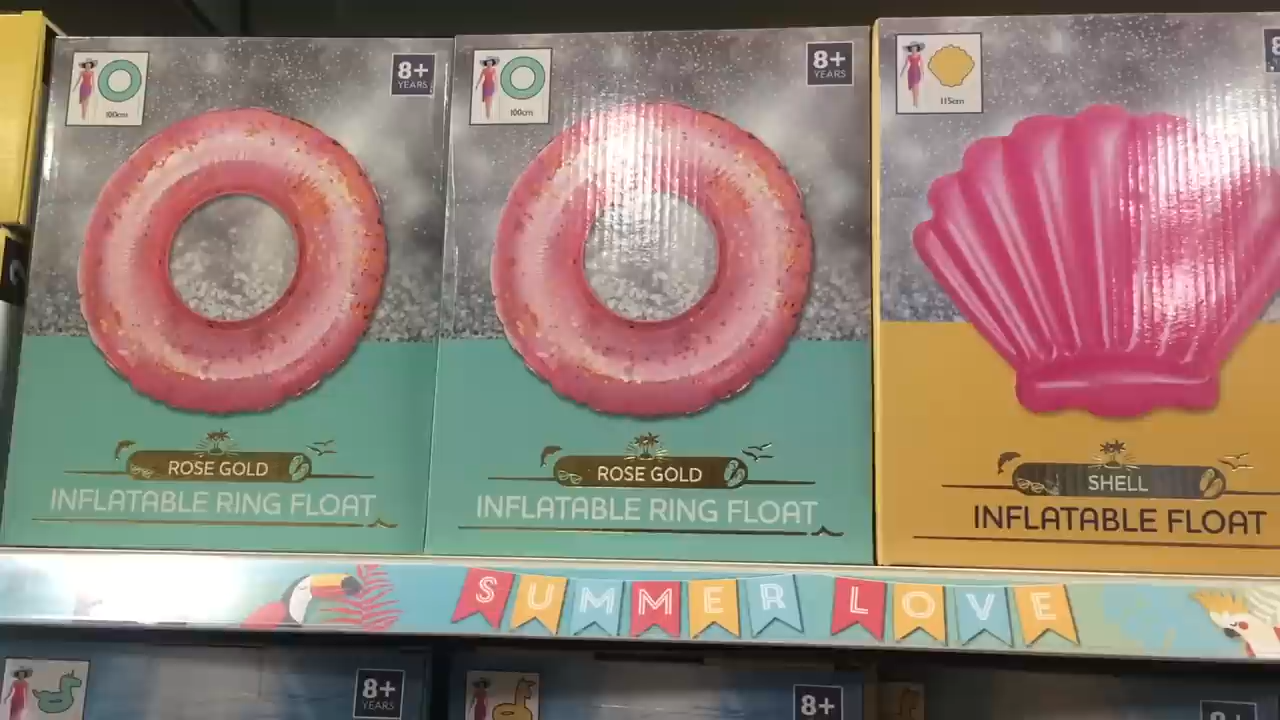 100cm
8+
YEARS
100cm
8+
YEARS
115cm
8
ROSE GOLD
INFLATABLE RING FLOAT
ROSE GOLD
INFLATABLE RING FLOAT
SHELL
INFLATABLE FLOAT
SUMMER LOVE
8+
YEARS
8+
8+